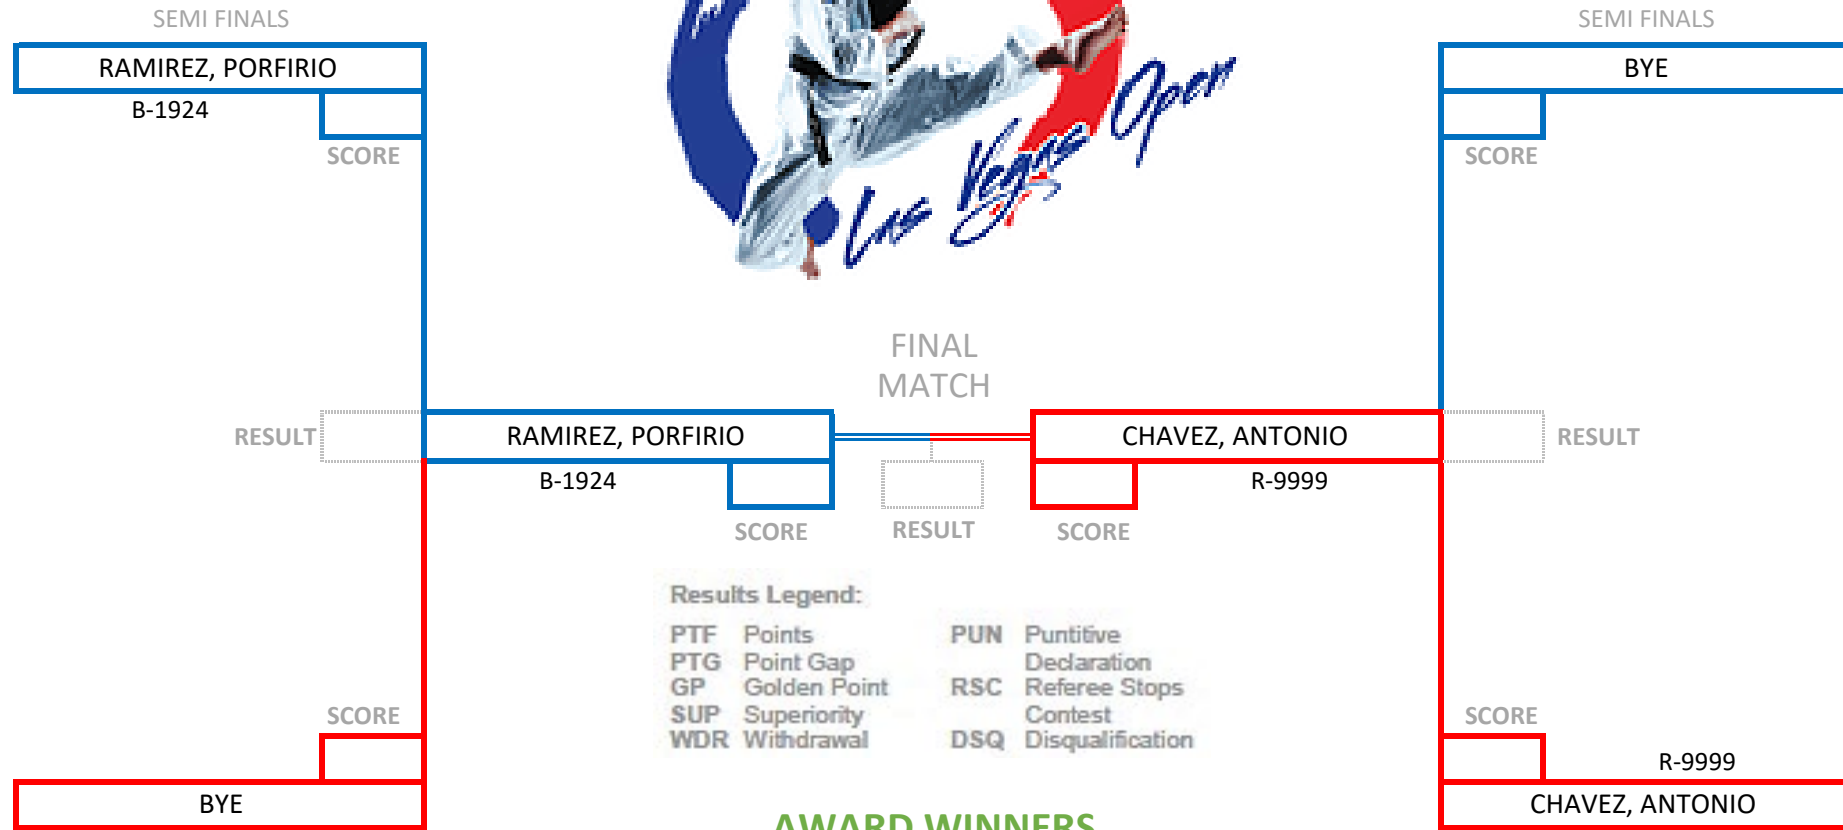 SEMI FINALS
SEMI FINALS
RAMIREZ, PORFIRIO
BYE
B-1924
SCORE
SCORE
Las Vegas Open
FINAL
MATCH
RESULT
RAMIREZ, PORFIRIO
CHAVEZ, ANTONIO
RESULT
B-1924
R-9999
SCORE
RESULT
SCORE
Results Legend:
PTF Points PUN Puntitive
PTG Point Gap Declaration
GP Golden Point RSC Referee Stops
SUP Superiority Contest
WDR Withdrawal DSQ Disqualification
SCORE
SCORE
R-9999
BYE
CHAVEZ, ANTONIO
AWARD WINNERS